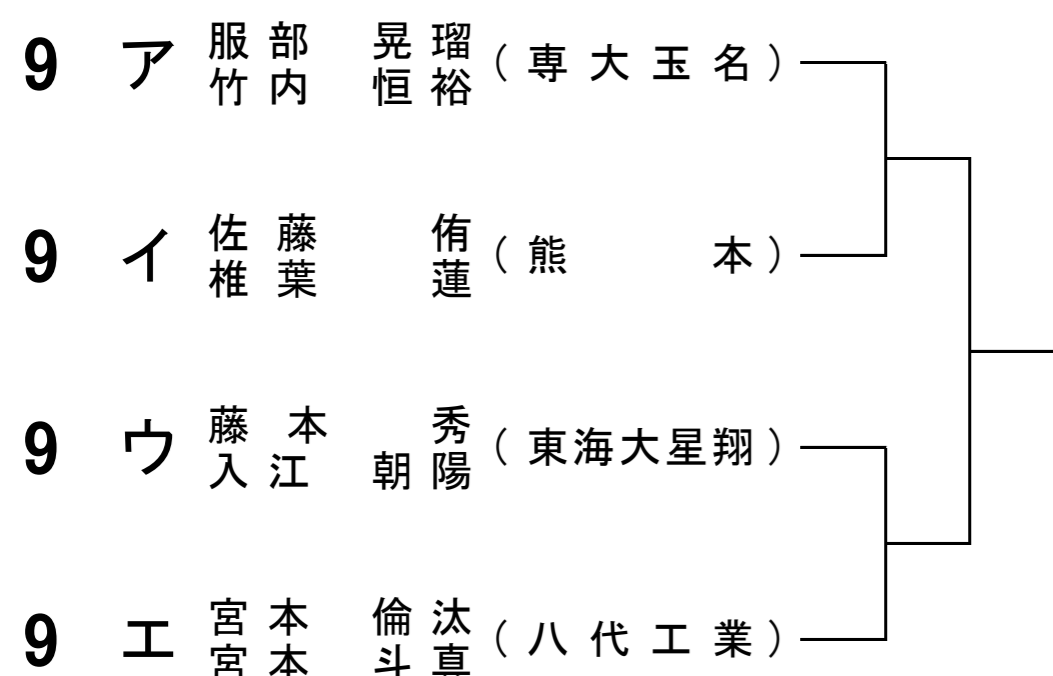 9 ア 服部 晃瑠 (専大玉名)
竹内 恒裕
9 イ 佐藤 侑 (熊本)
椎葉 蓮
9 ウ 藤本 秀 (東海大星翔)
入江 朝陽
9 エ 宮本 倫汰 (八代工業)
宮本 斗真